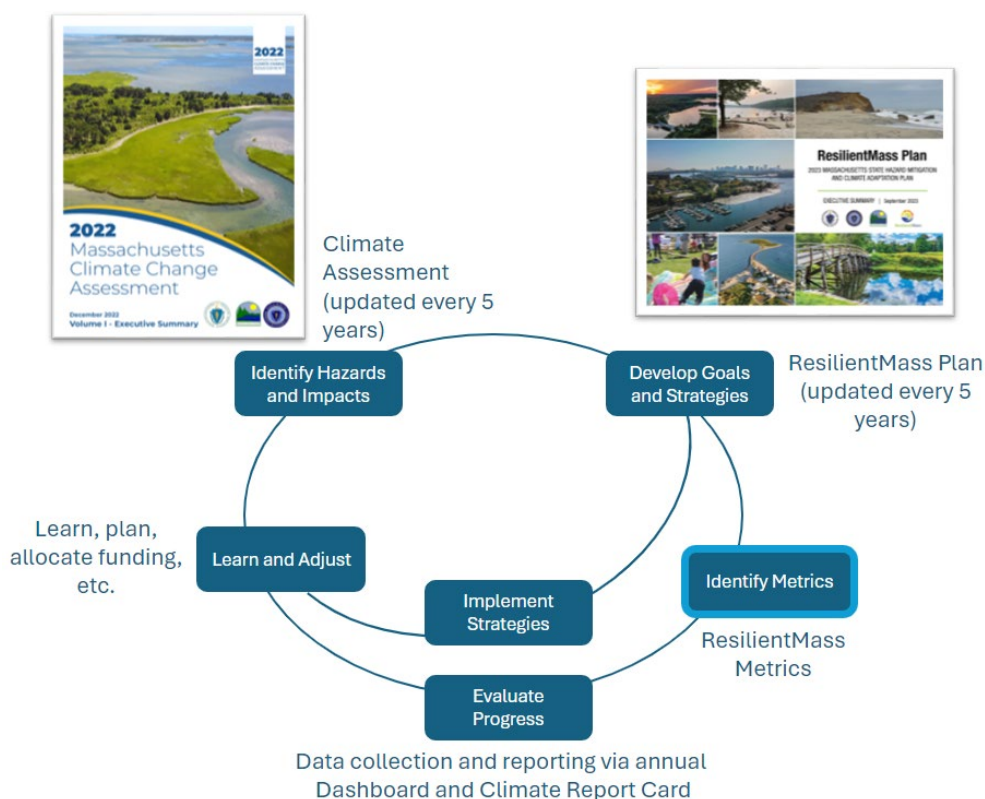 2022
2022
Massachusetts
Climate Change
Assessment
December 2022
Volume I - Executive Summary
ResilientMass Plan
2023 MASSACHUSETTS STATE HAZARD MITIGATION
AND CLIMATE ADAPTATION PLAN
EXECUTIVE SUMMARY | September 2023
Climate
Assessment
(updated every 5
years)
Identify Hazards
and Impacts
Develop Goals
and Strategies
ResilientMass Plan
(updated every 5
years)
Learn, plan,
allocate funding,
etc.
Learn and Adjust
Implement
Strategies
Identify Metrics
ResilientMass
Metrics
Evaluate
Progress
Data collection and reporting via annual
Dashboard and Climate Report Card